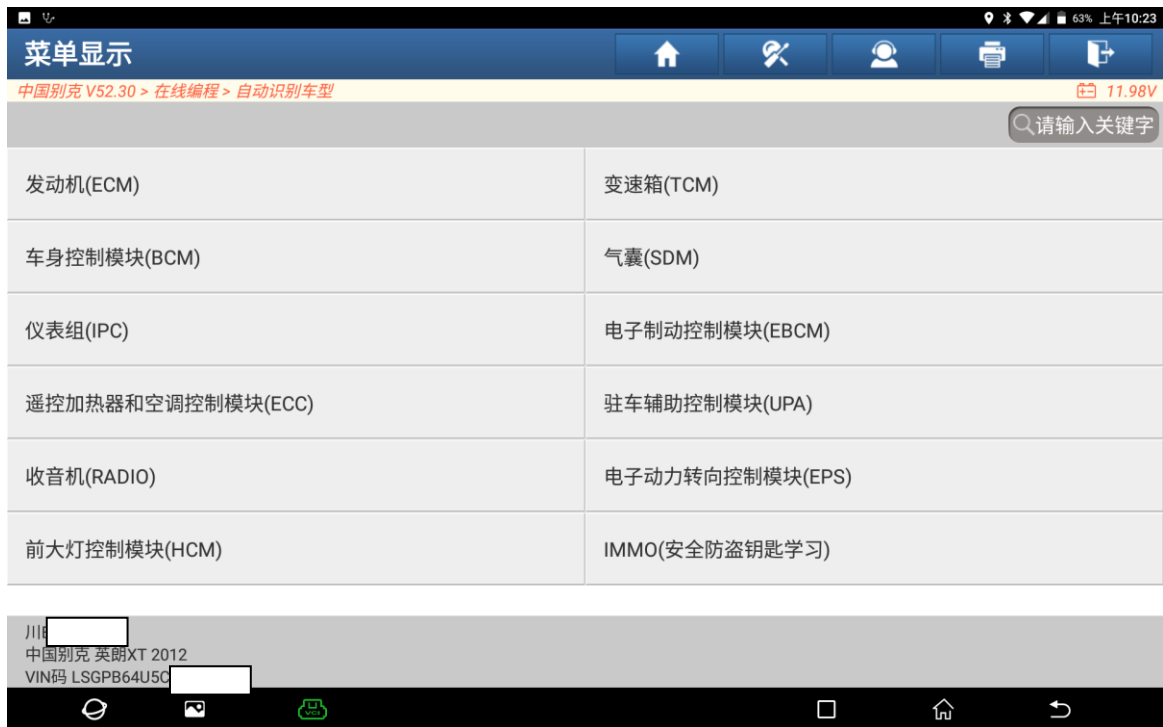 63% 上午10:23
菜单显示
中国别克 V52.30 > 在线编程 > 自动识别车型 11.98V
请输入关键字
发动机(ECM) 变速箱(TCM)
车身控制模块(BCM) 气囊(SDM)
仪表组(IPC) 电子制动控制模块(EBCM)
遥控加热器和空调控制模块(ECC) 驻车辅助控制模块(UPA)
收音机(RADIO) 电子动力转向控制模块(EPS)
前大灯控制模块(HCM) IMMO(安全防盗钥匙学习)
川
中国别克 英朗XT 2012
VIN码 LSGPB64U5C
VCI